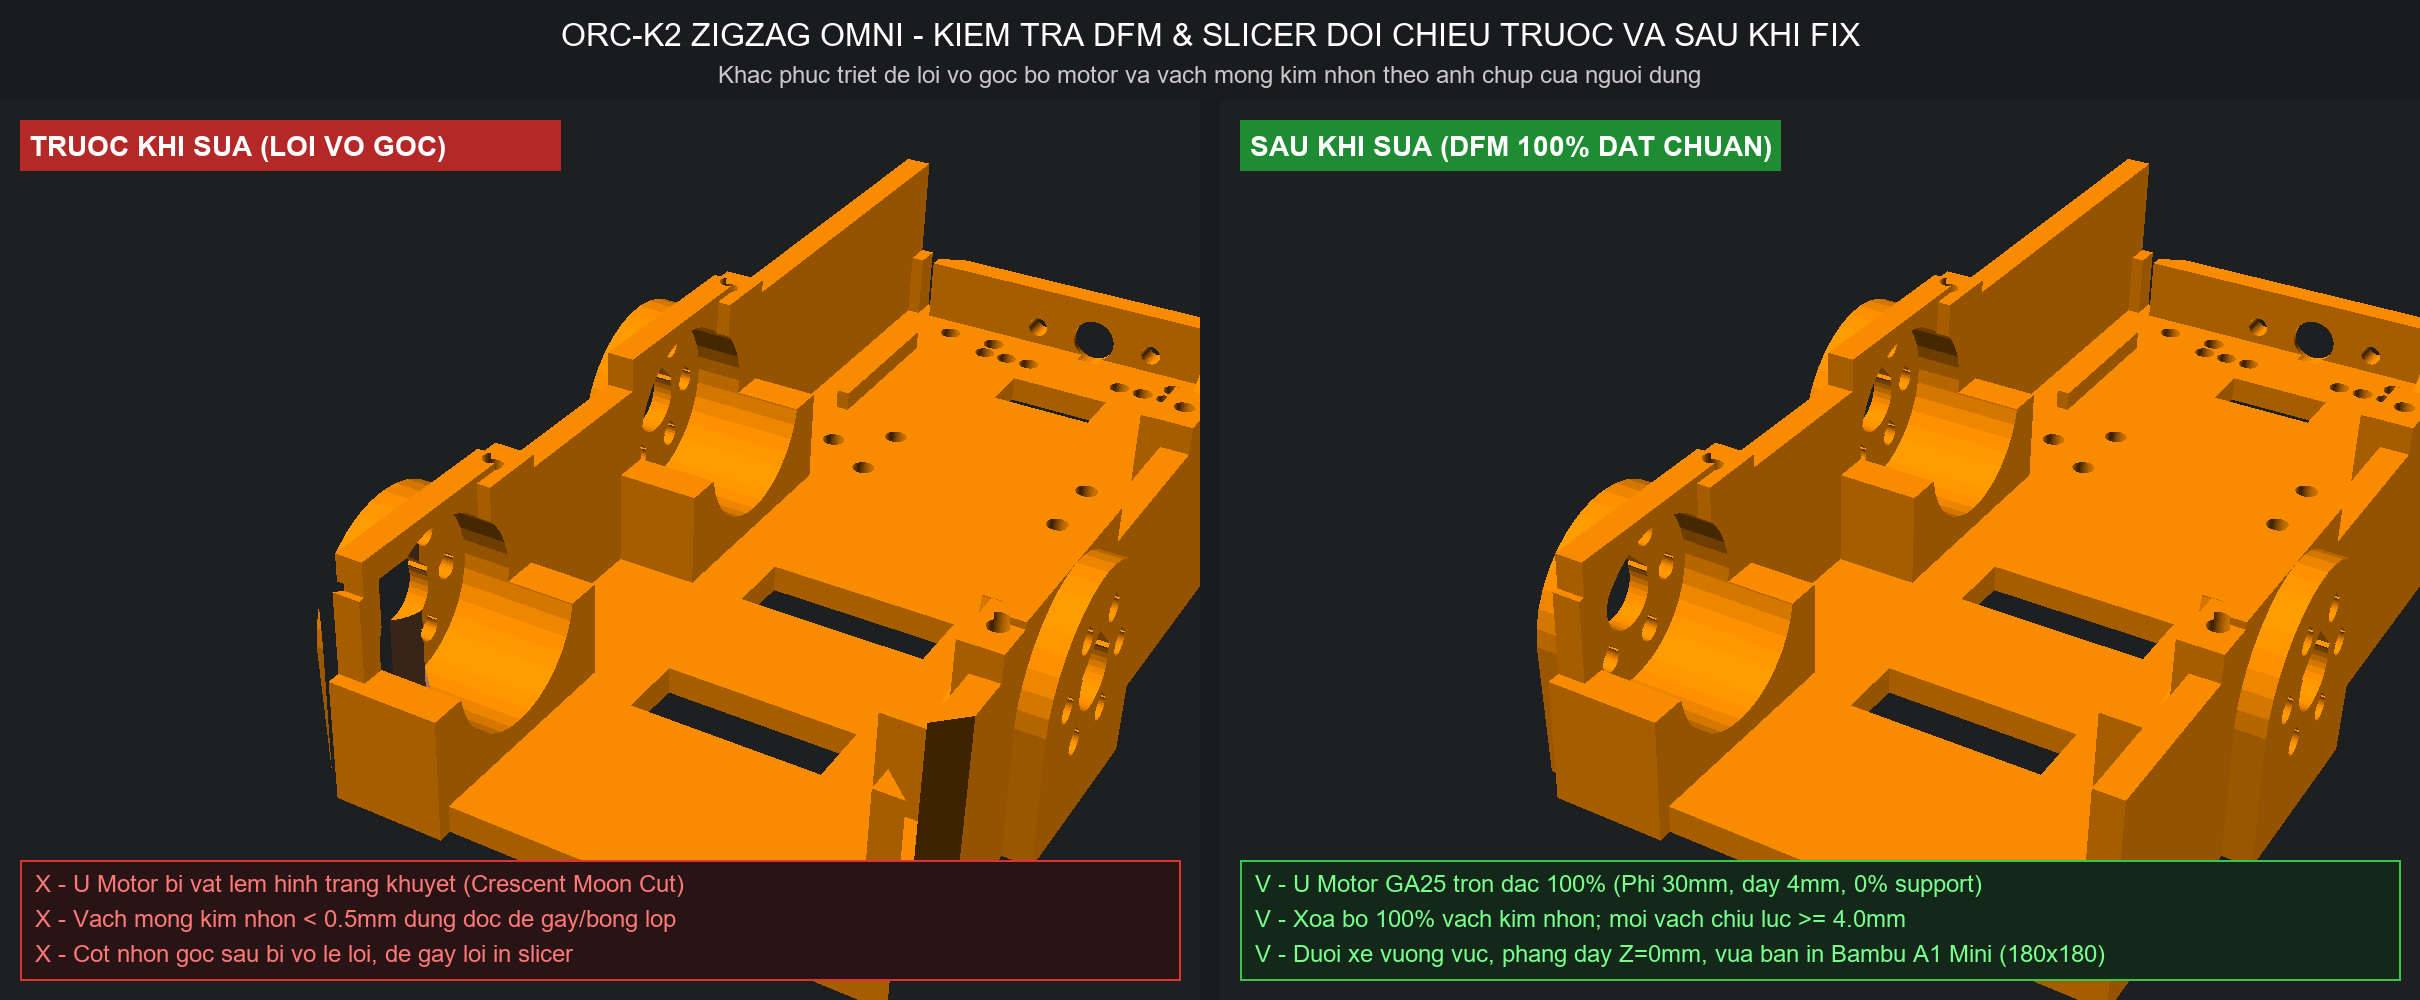 ORC-K2 ZIGZAG OMNI - KIEM TRA DFM & SLICER DOI CHIEU TRUOC VA SAU KHI FIX
Khac phuc triet de loi vo goc bo motor va vach mong kim nhon theo anh chup cua nguoi dung
TRUOC KHI SUA (LOI VO GOC)
X - U Motor bi vat lem hinh trang khuyet (Crescent Moon Cut)
X - Vach mong kim nhon < 0.5mm dung doc de gay/bong lop
X - Cot nhon goc sau bi vo le loi, de gay loi in slicer
SAU KHI SUA (DFM 100% DAT CHUAN)
V - U Motor GA25 tron dac 100% (Phi 30mm, day 4mm, 0% support)
V - Xoa bo 100% vach kim nhon; moi vach chiu luc >= 4.0mm
V - Duoi xe vuong vuc, phang day Z=0mm, vua ban in Bambu A1 Mini (180x180)